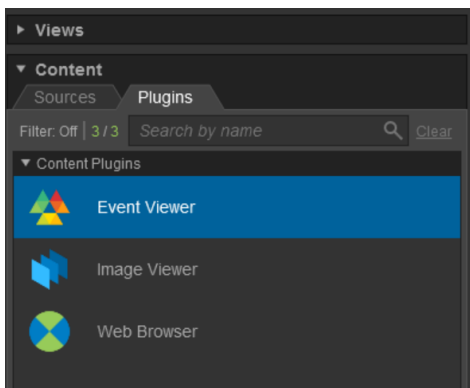 Views
Content
Sources Plugins
Filter: Off 3 / 3 Search by name Clear
Content Plugins
Event Viewer
Image Viewer
Web Browser